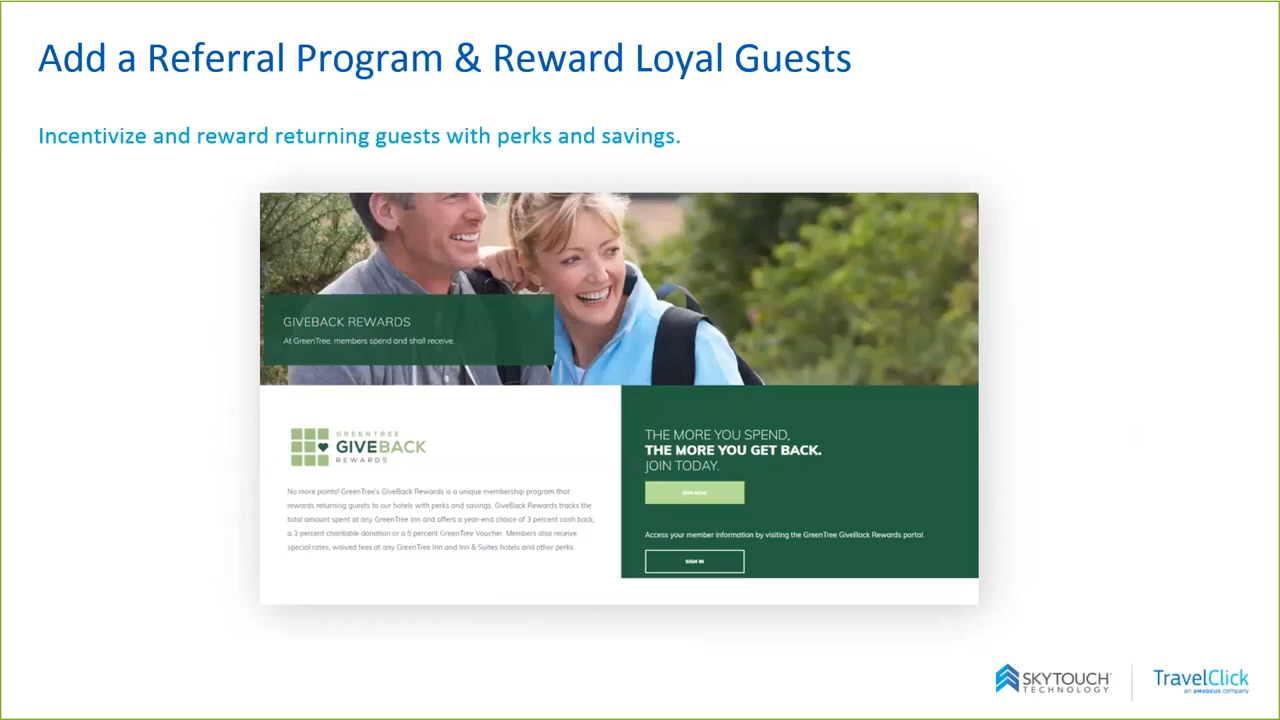 Add a Referral Program & Reward Loyal Guests
Incentivize and reward returning guests with perks and savings.
GIVEBACK REWARDS
At GreenTree, members spend and shall receive.
GREENTREE
GIVEBACK
REWARDS
No more points! GreenTree's GiveBack Rewards is a unique membership program that
rewards returning guests to our hotels with perks and savings. GiveBack Rewards tracks the
total amount spent at any GreenTree Inn and offers a year-end choice of 3 percent cash back,
a 3 percent charitable donation or a 5 percent GreenTree Voucher. Members also receive
special rates, waived fees at any GreenTree Inn and Inn & Suites hotels and other perks.
THE MORE YOU SPEND,
THE MORE YOU GET BACK.
JOIN TODAY.
JOIN NOW
Access your member information by visiting the GreenTree GiveBack Rewards portal.
SIGN IN
SKYTOUCH
TECHNOLOGY
TravelClick
an amadeus company